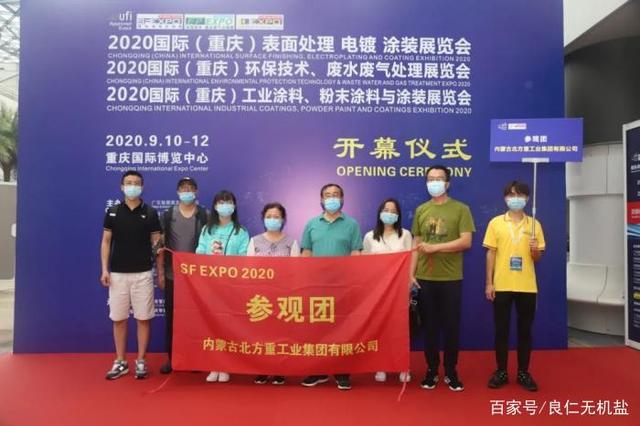 ufi
Approved
Event
SF EXPO
EP EXPO
EXPO
2020国际（重庆）表面处理 电镀 涂装展览会
CHONGQING (CHINA) INTERNATIONAL SURFACE FINISHING, ELECTROPLATING AND COATING EXHIBITION 2020
2020国际（重庆）环保技术、废水废气处理展览会
CHONGQING (CHINA) INTERNATIONAL ENVIRONMENTAL PROTECTION TECHNOLOGY & WASTE WATER AND GAS TREATMENT EXPO 2020
2020国际（重庆）工业涂料、粉末涂料与涂装展览会
CHONGQING INTERNATIONAL INDUSTRIAL COATINGS, POWDER PAINT AND COATINGS EXHIBITION 2020
2020.9.10-12
重庆国际博览中心
Chongqing International Expo Center
开幕仪式
OPENING CEREMONY
参观团
内蒙古北方重工业集团有限公司
SF EXPO 2020
参观团
内蒙古北方重工业集团有限公司
百家号/良仁无机盐